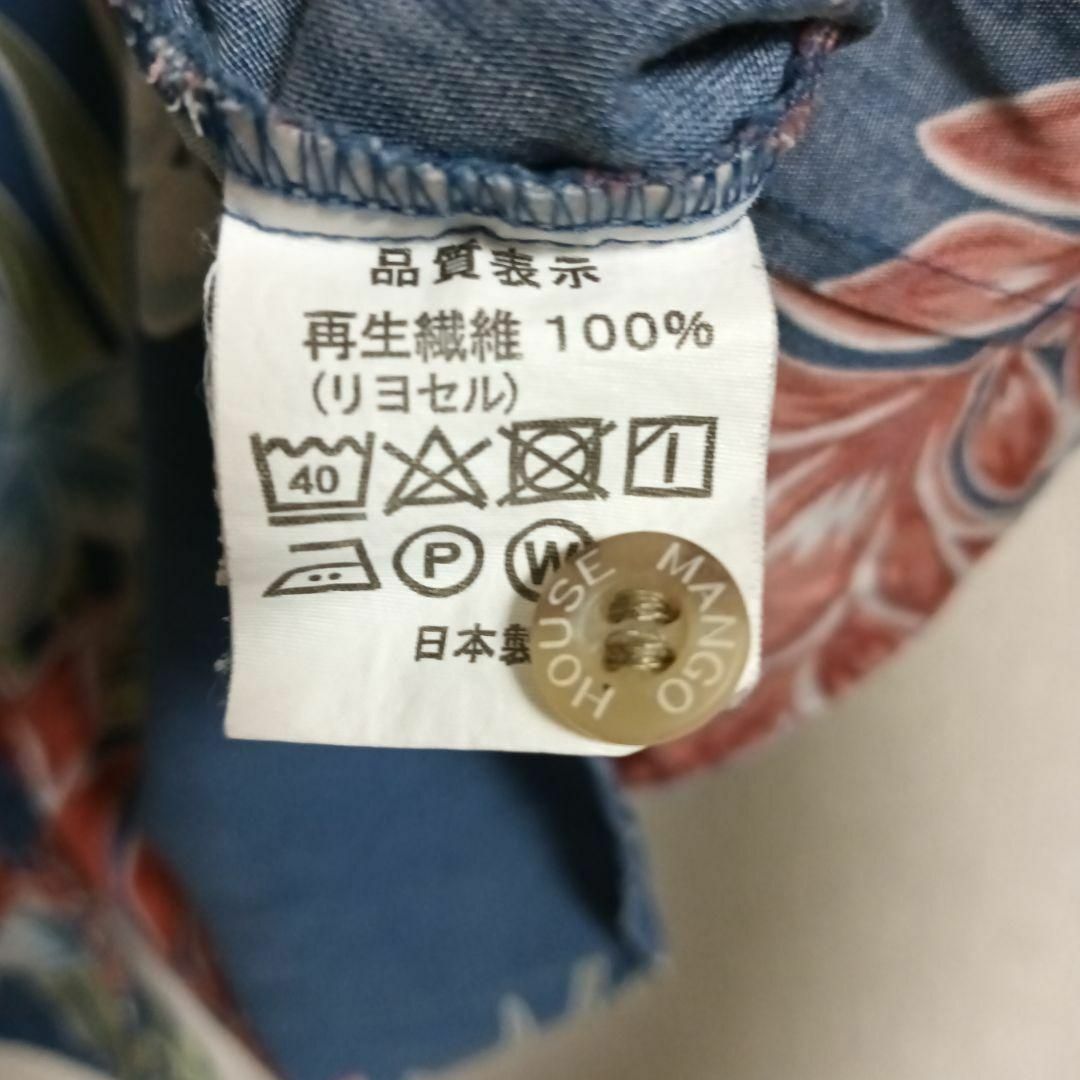 品質表示
再生繊維 100%
(リヨセル)
40
P W
日本製
MANGO HOUSE